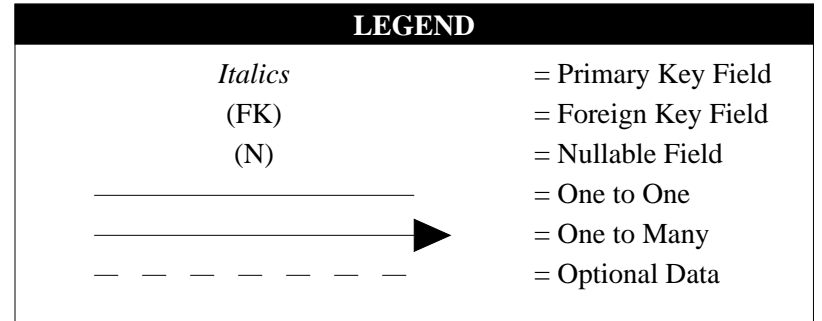 LEGEND
Italics = Primary Key Field
(FK) = Foreign Key Field
(N) = Nullable Field
= One to One
= One to Many
= Optional Data